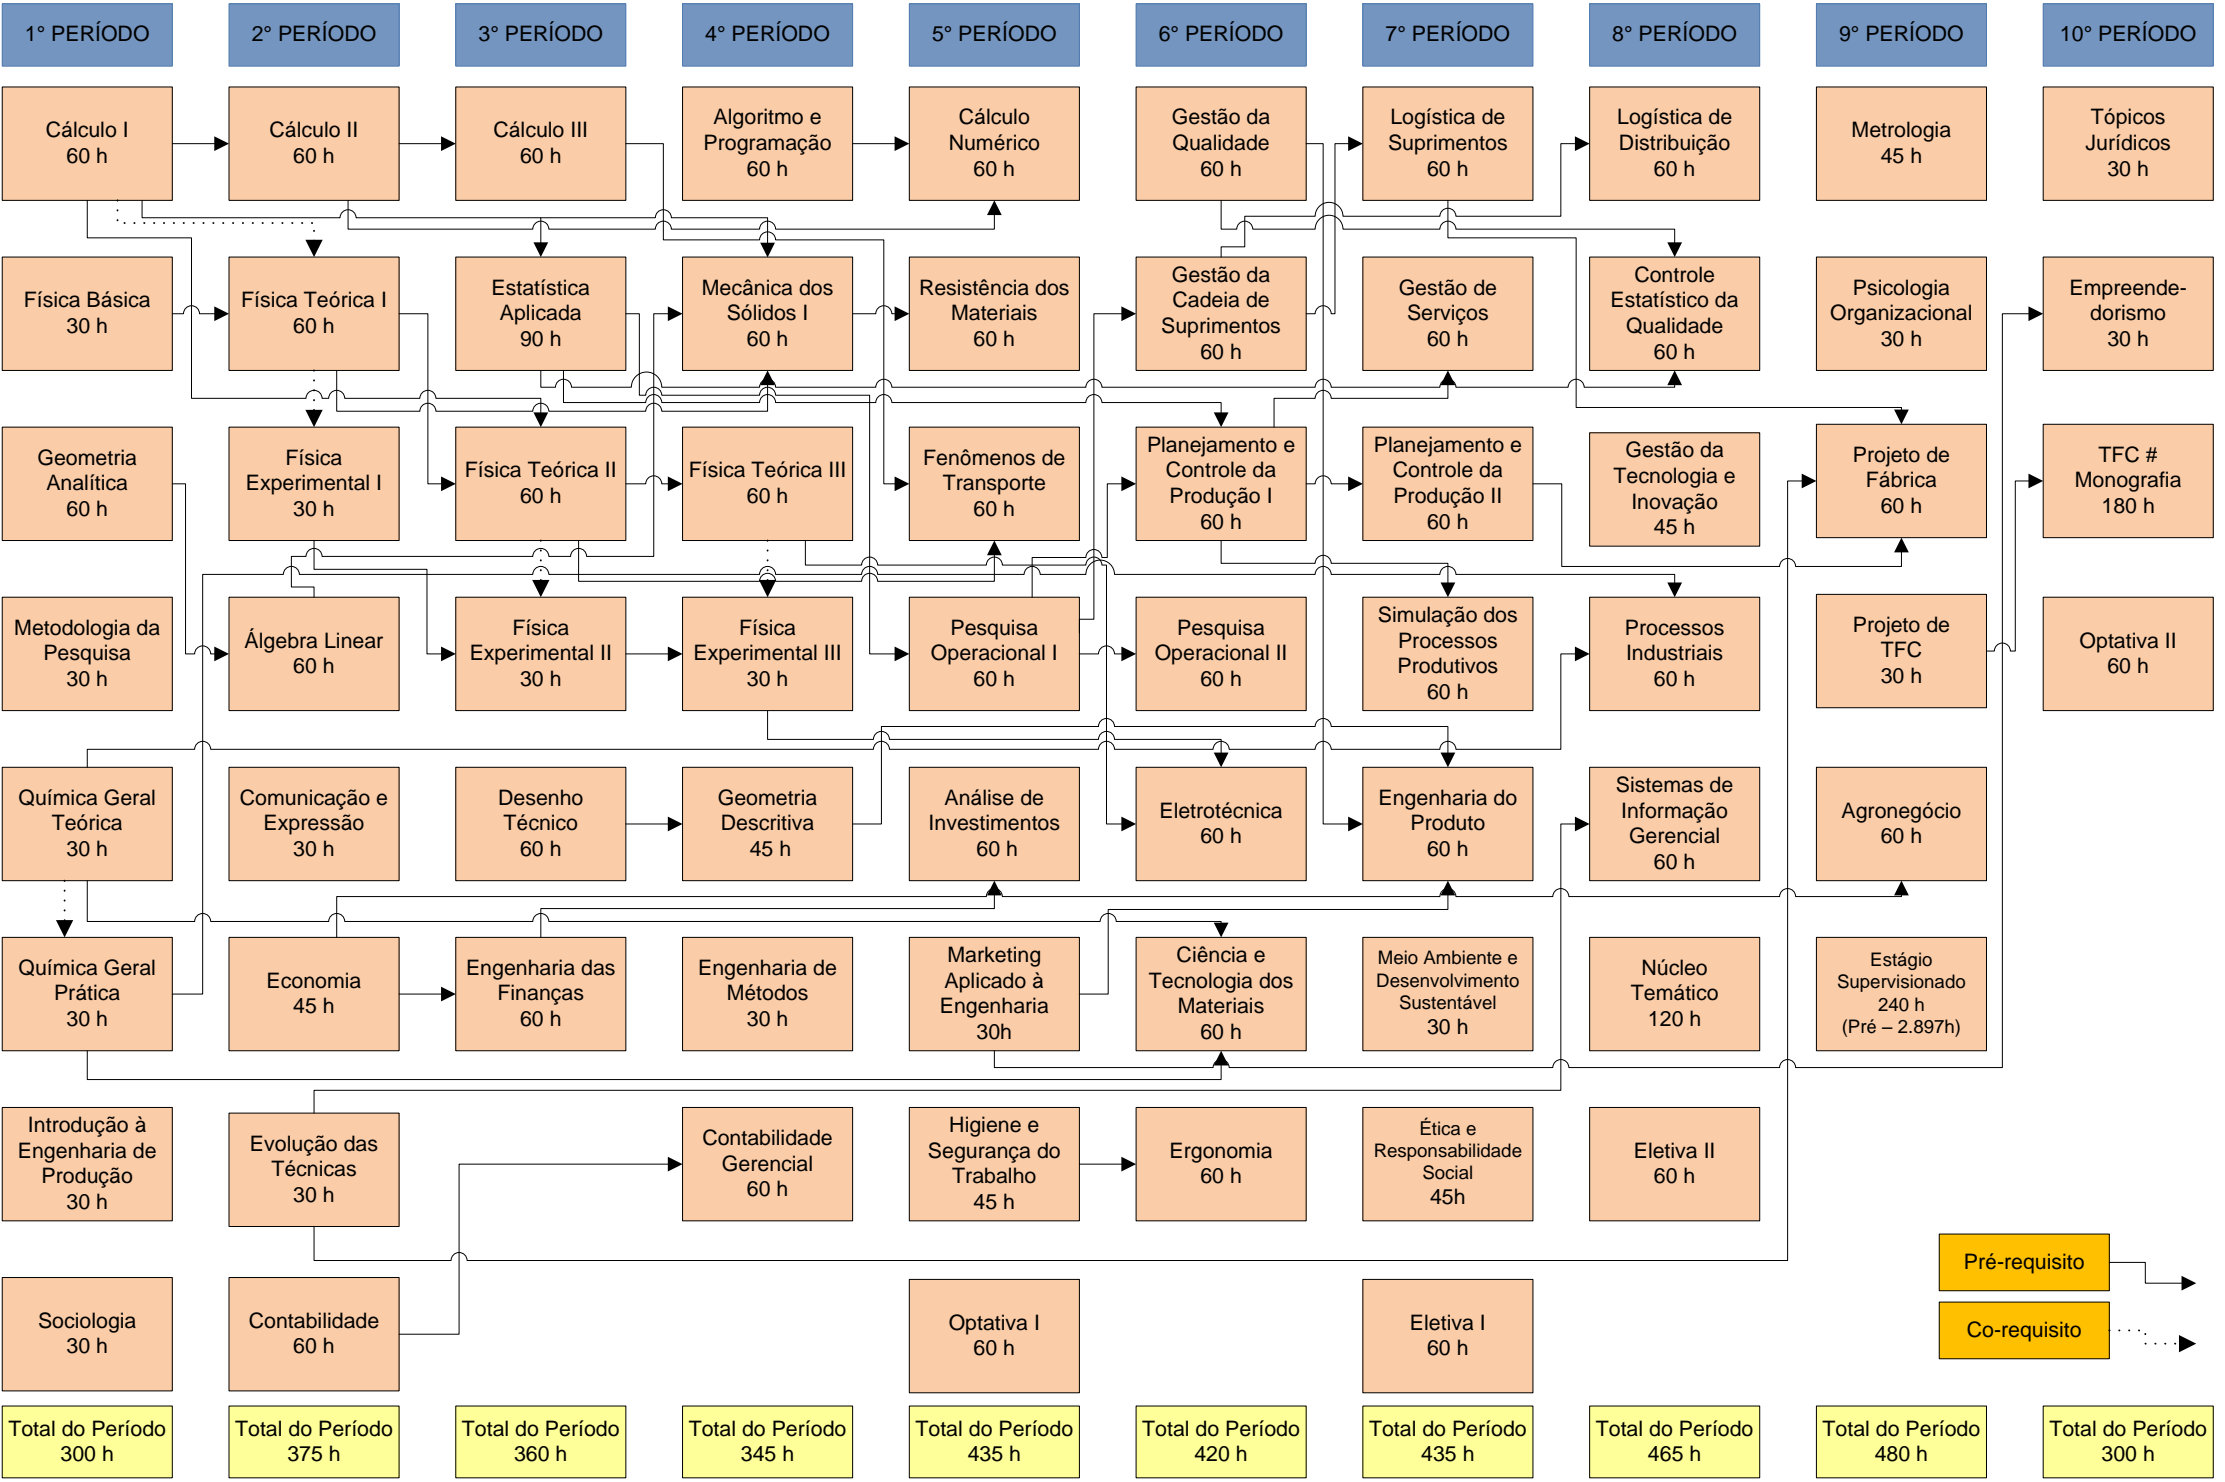 1° PERÍODO
2° PERÍODO
3° PERÍODO
4° PERÍODO
5° PERÍODO
6° PERÍODO
7° PERÍODO
8° PERÍODO
9° PERÍODO
10° PERÍODO
Cálculo I
60 h
Cálculo II
60 h
Cálculo III
60 h
Algoritmo e
Programação
60 h
Cálculo
Numérico
60 h
Gestão da
Qualidade
60 h
Logística de
Suprimentos
60 h
Logística de
Distribuição
60 h
Metrologia
45 h
Tópicos
Jurídicos
30 h
Física Básica
30 h
Física Teórica I
60 h
Estatística
Aplicada
90 h
Mecânica dos
Sólidos I
60 h
Resistência dos
Materiais
60 h
Gestão da
Cadeia de
Suprimentos
60 h
Gestão de
Serviços
60 h
Controle
Estatístico da
Qualidade
60 h
Psicologia
Organizacional
30 h
Empreende-
dorismo
30 h
Geometria
Analítica
60 h
Física
Experimental I
30 h
Física Teórica II
60 h
Física Teórica III
60 h
Fenômenos de
Transporte
60 h
Planejamento e
Controle da
Produção I
60 h
Planejamento e
Controle da
Produção II
60 h
Gestão da
Tecnologia e
Inovação
45 h
Projeto de
Fábrica
60 h
TFC #
Monografia
180 h
Metodologia da
Pesquisa
30 h
Álgebra Linear
60 h
Física
Experimental II
30 h
Física
Experimental III
30 h
Pesquisa
Operacional I
60 h
Pesquisa
Operacional II
60 h
Simulação dos
Processos
Produtivos
60 h
Processos
Industriais
60 h
Projeto de
TFC
30 h
Optativa II
60 h
Química Geral
Teórica
30 h
Comunicação e
Expressão
30 h
Desenho
Técnico
60 h
Geometria
Descritiva
45 h
Análise de
Investimentos
60 h
Eletrotécnica
60 h
Engenharia do
Produto
60 h
Sistemas de
Informação
Gerencial
60 h
Agronegócio
60 h
Química Geral
Prática
30 h
Economia
45 h
Engenharia das
Finanças
60 h
Engenharia de
Métodos
30 h
Marketing
Aplicado à
Engenharia
30h
Ciência e
Tecnologia dos
Materiais
60 h
Meio Ambiente e
Desenvolvimento
Sustentável
30 h
Núcleo
Temático
120 h
Estágio
Supervisionado
240 h
(Pré – 2.897h)
Introdução à
Engenharia de
Produção
30 h
Evolução das
Técnicas
30 h
Contabilidade
Gerencial
60 h
Higiene e
Segurança do
Trabalho
45 h
Ergonomia
60 h
Ética e
Responsabilidade
Social
45h
Eletiva II
60 h
Pré-requisito
Co-requisito
Sociologia
30 h
Contabilidade
60 h
Optativa I
60 h
Eletiva I
60 h
Total do Período
300 h
Total do Período
375 h
Total do Período
360 h
Total do Período
345 h
Total do Período
435 h
Total do Período
420 h
Total do Período
435 h
Total do Período
465 h
Total do Período
480 h
Total do Período
300 h